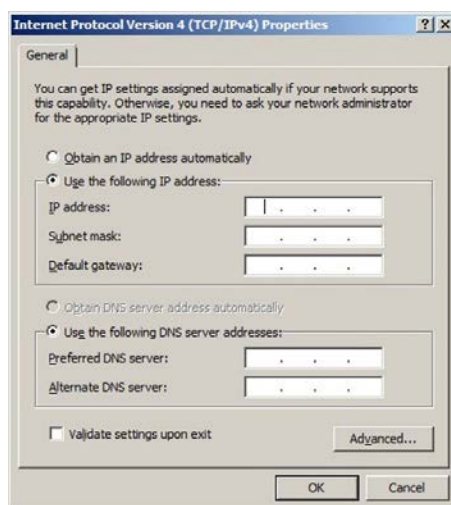 Internet Protocol Version 4 (TCP/IPv4) Properties
General
You can get IP settings assigned automatically if your network supports
this capability. Otherwise, you need to ask your network administrator
for the appropriate IP settings.
Obtain an IP address automatically
Use the following IP address:
IP address:
Subnet mask:
Default gateway:
Obtain DNS server address automatically
Use the following DNS server addresses:
Preferred DNS server:
Alternate DNS server:
Validate settings upon exit
Advanced...
OK Cancel